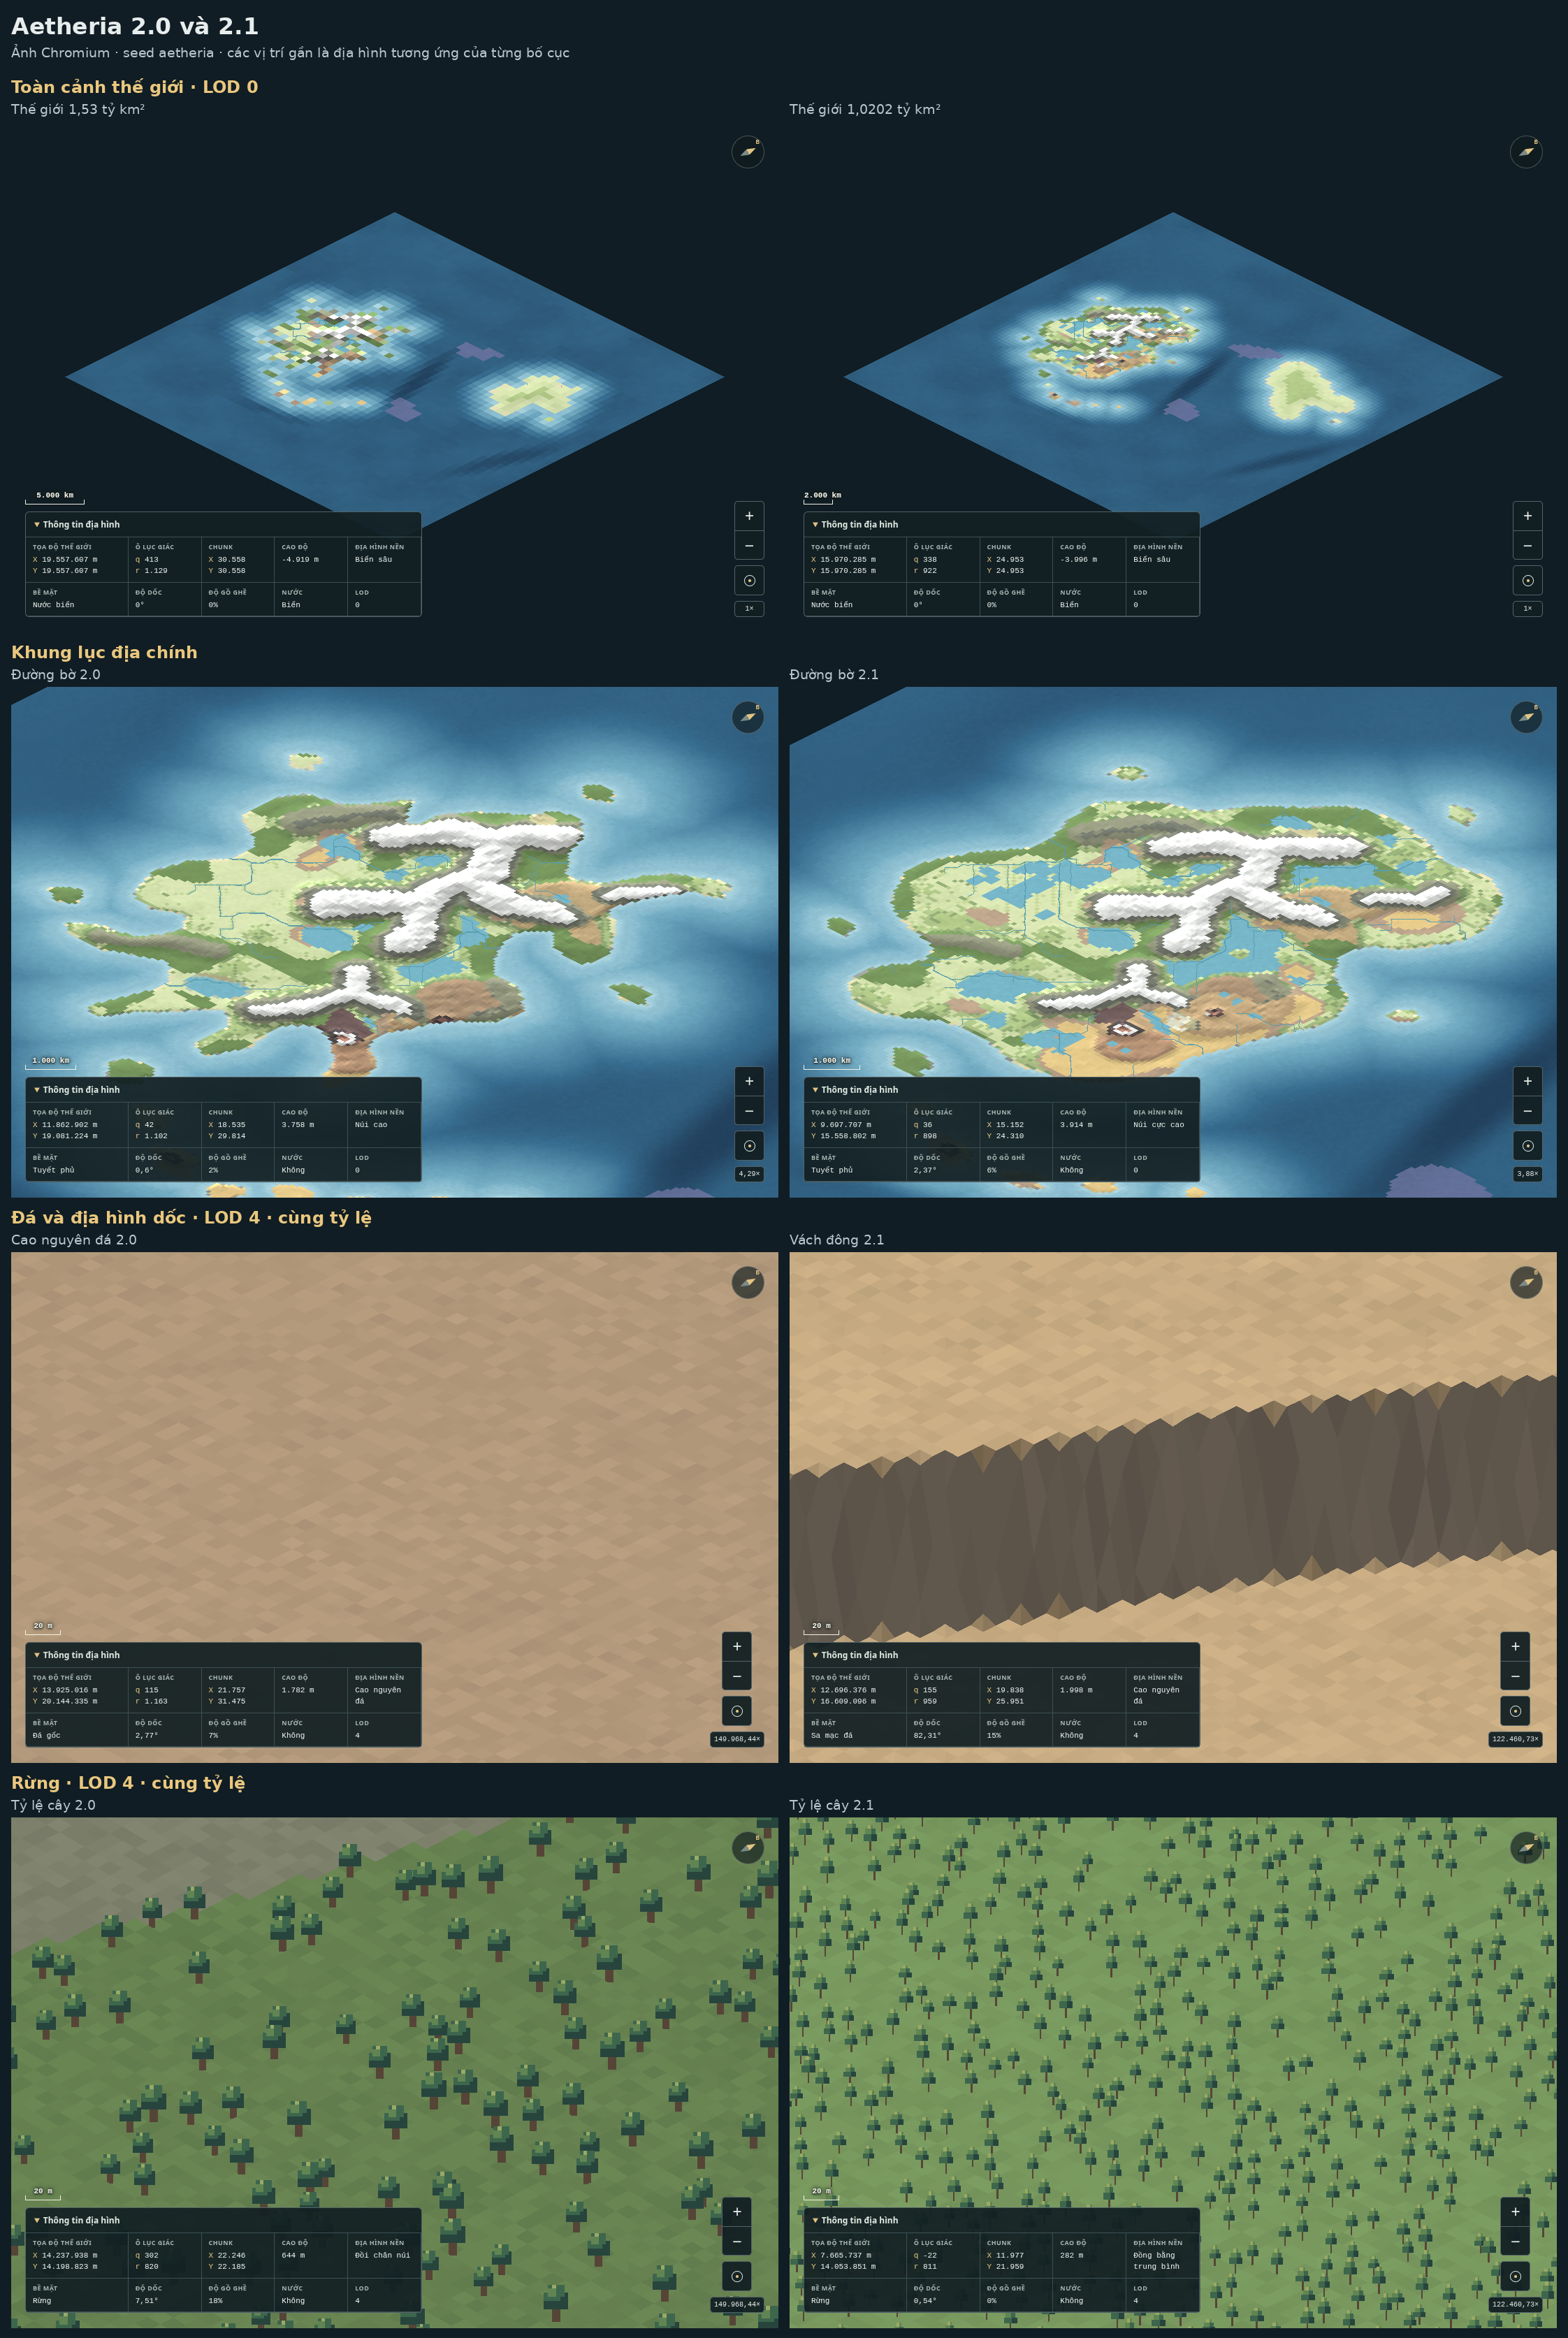 Aetheria 2.0 và 2.1
Ảnh Chromium · seed aetheria · các vị trí gần là địa hình tương ứng của từng bố cục
Toàn cảnh thế giới · LOD 0
Thế giới 1,53 tỷ km²
B
5.000 km
▼ Thông tin địa hình
TỌA ĐỘ THẾ GIỚI Ô LỤC GIÁC CHUNK CAO ĐỘ ĐỊA HÌNH NỀN
X 19.557.607 m q 413 X 30.558 -4.919 m Biển sâu
Y 19.557.607 m r 1.129 Y 30.558
BỀ MẶT ĐỘ DỐC ĐỘ GỒ GHỀ NƯỚC LOD
Nước biển 0° 0% Biển 0
+
−
1×
Thế giới 1,0202 tỷ km²
B
2.000 km
▼ Thông tin địa hình
TỌA ĐỘ THẾ GIỚI Ô LỤC GIÁC CHUNK CAO ĐỘ ĐỊA HÌNH NỀN
X 15.970.285 m q 338 X 24.953 -3.996 m Biển sâu
Y 15.970.285 m r 922 Y 24.953
BỀ MẶT ĐỘ DỐC ĐỘ GỒ GHỀ NƯỚC LOD
Nước biển 0° 0% Biển 0
+
−
1×
Khung lục địa chính
Đường bờ 2.0
B
1.000 km
▼ Thông tin địa hình
TỌA ĐỘ THẾ GIỚI Ô LỤC GIÁC CHUNK CAO ĐỘ ĐỊA HÌNH NỀN
X 11.862.902 m q 42 X 18.535 3.758 m Núi cao
Y 19.081.224 m r 1.102 Y 29.814
BỀ MẶT ĐỘ DỐC ĐỘ GỒ GHỀ NƯỚC LOD
Tuyết phủ 0,6° 2% Không 0
+
−
4,29×
Đường bờ 2.1
B
1.000 km
▼ Thông tin địa hình
TỌA ĐỘ THẾ GIỚI Ô LỤC GIÁC CHUNK CAO ĐỘ ĐỊA HÌNH NỀN
X 9.697.707 m q 36 X 15.152 3.914 m Núi cực cao
Y 15.558.802 m r 898 Y 24.310
BỀ MẶT ĐỘ DỐC ĐỘ GỒ GHỀ NƯỚC LOD
Tuyết phủ 2,37° 6% Không 0
+
−
3,88×
Đá và địa hình dốc · LOD 4 · cùng tỷ lệ
Cao nguyên đá 2.0
B
20 m
▼ Thông tin địa hình
TỌA ĐỘ THẾ GIỚI Ô LỤC GIÁC CHUNK CAO ĐỘ ĐỊA HÌNH NỀN
X 13.925.016 m q 115 X 21.757 1.782 m Cao nguyên
Y 20.144.335 m r 1.163 Y 31.475 đá
BỀ MẶT ĐỘ DỐC ĐỘ GỒ GHỀ NƯỚC LOD
Đá gốc 2,77° 7% Không 4
+
−
149.968,44×
Vách đông 2.1
B
20 m
▼ Thông tin địa hình
TỌA ĐỘ THẾ GIỚI Ô LỤC GIÁC CHUNK CAO ĐỘ ĐỊA HÌNH NỀN
X 12.696.376 m q 155 X 19.838 1.998 m Cao nguyên
Y 16.609.096 m r 959 Y 25.951 đá
BỀ MẶT ĐỘ DỐC ĐỘ GỒ GHỀ NƯỚC LOD
Sa mạc đá 82,31° 15% Không 4
+
−
122.460,73×
Rừng · LOD 4 · cùng tỷ lệ
Tỷ lệ cây 2.0
B
20 m
▼ Thông tin địa hình
TỌA ĐỘ THẾ GIỚI Ô LỤC GIÁC CHUNK CAO ĐỘ ĐỊA HÌNH NỀN
X 14.237.938 m q 302 X 22.246 644 m Đồi chân núi
Y 14.198.823 m r 820 Y 22.185
BỀ MẶT ĐỘ DỐC ĐỘ GỒ GHỀ NƯỚC LOD
Rừng 7,51° 18% Không 4
+
−
149.968,44×
Tỷ lệ cây 2.1
B
20 m
▼ Thông tin địa hình
TỌA ĐỘ THẾ GIỚI Ô LỤC GIÁC CHUNK CAO ĐỘ ĐỊA HÌNH NỀN
X 7.665.737 m q -22 X 11.977 282 m Đồng bằng
Y 14.053.851 m r 811 Y 21.959 trung bình
BỀ MẶT ĐỘ DỐC ĐỘ GỒ GHỀ NƯỚC LOD
Rừng 0,54° 0% Không 4
+
−
122.460,73×